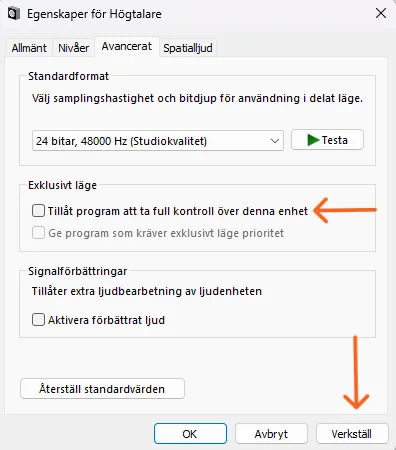 Egenskaper för Högtalare
Allmänt Nivåer Avancerat Spatialljud
Standardformat
Välj samplingshastighet och bitdjup för användning i delat läge.
24 bitar, 48000 Hz (Studiokvalitet) Testa
Exklusivt läge
Tillåt program att ta full kontroll över denna enhet
Ge program som kräver exklusivt läge prioritet
Signalförbättringar
Tillåter extra ljudbearbetning av ljudenheten
Aktivera förbättrat ljud
Återställ standardvärden
OK Avbryt Verkställ